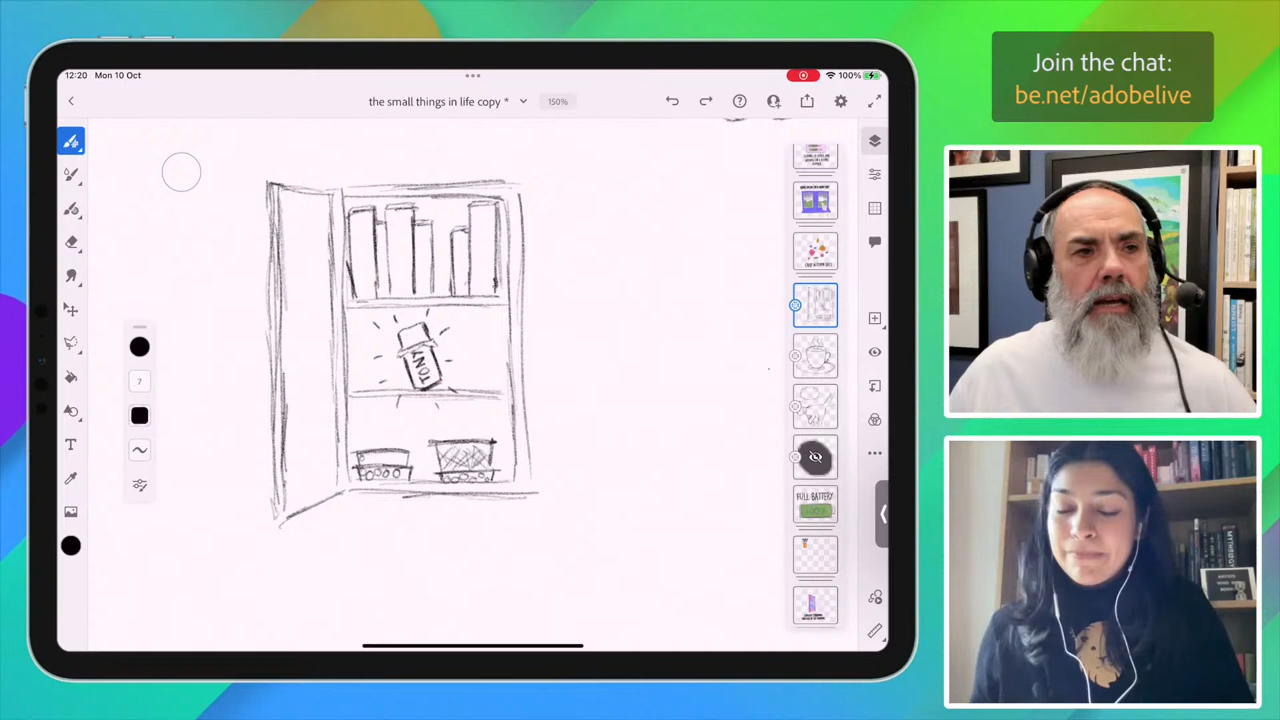 12:20 Mon 10 Oct
100%
the small things in life copy *
150%
7
TONY
FULL BATTERY
Join the chat:
be.net/adobelive